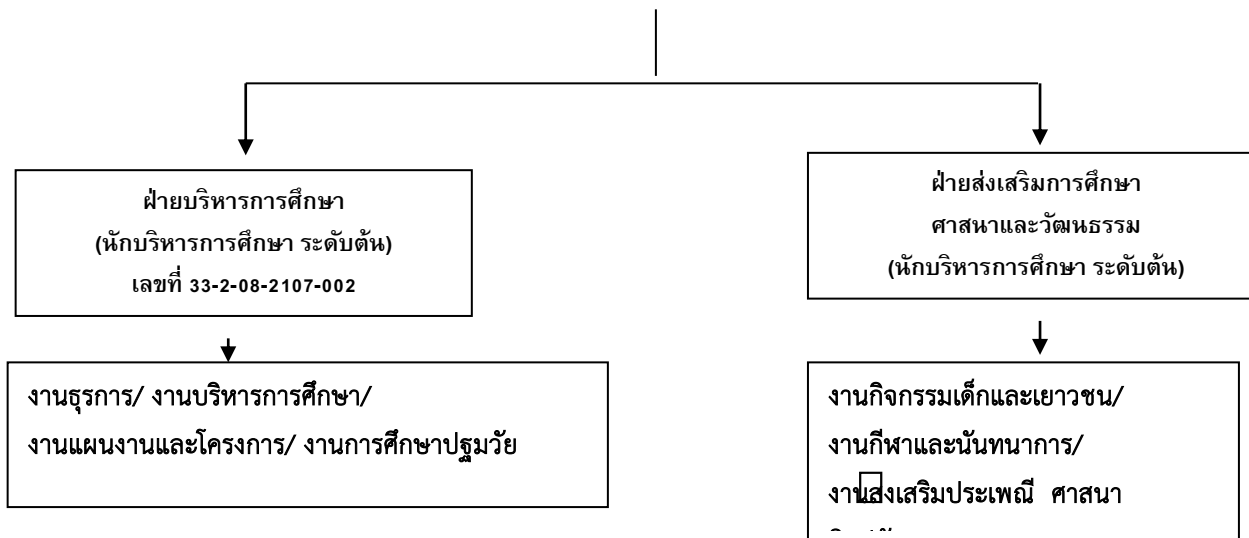 ฝ่ายบริหารการศึกษา
(นักบริหารการศึกษา ระดับต้น)
เลขที่ 33-2-08-2107-002
ฝ่ายส่งเสริมการศึกษา
ศาสนาและวัฒนธรรม
(นักบริหารการศึกษา ระดับต้น)
งานธุรการ/ งานบริหารการศึกษา/
งานแผนงานและโครงการ/ งานการศึกษาปฐมวัย
งานกิจกรรมเด็กและเยาวชน/
งานกีฬาและนันทนาการ/
งานส่งเสริมประเพณี ศาสนา